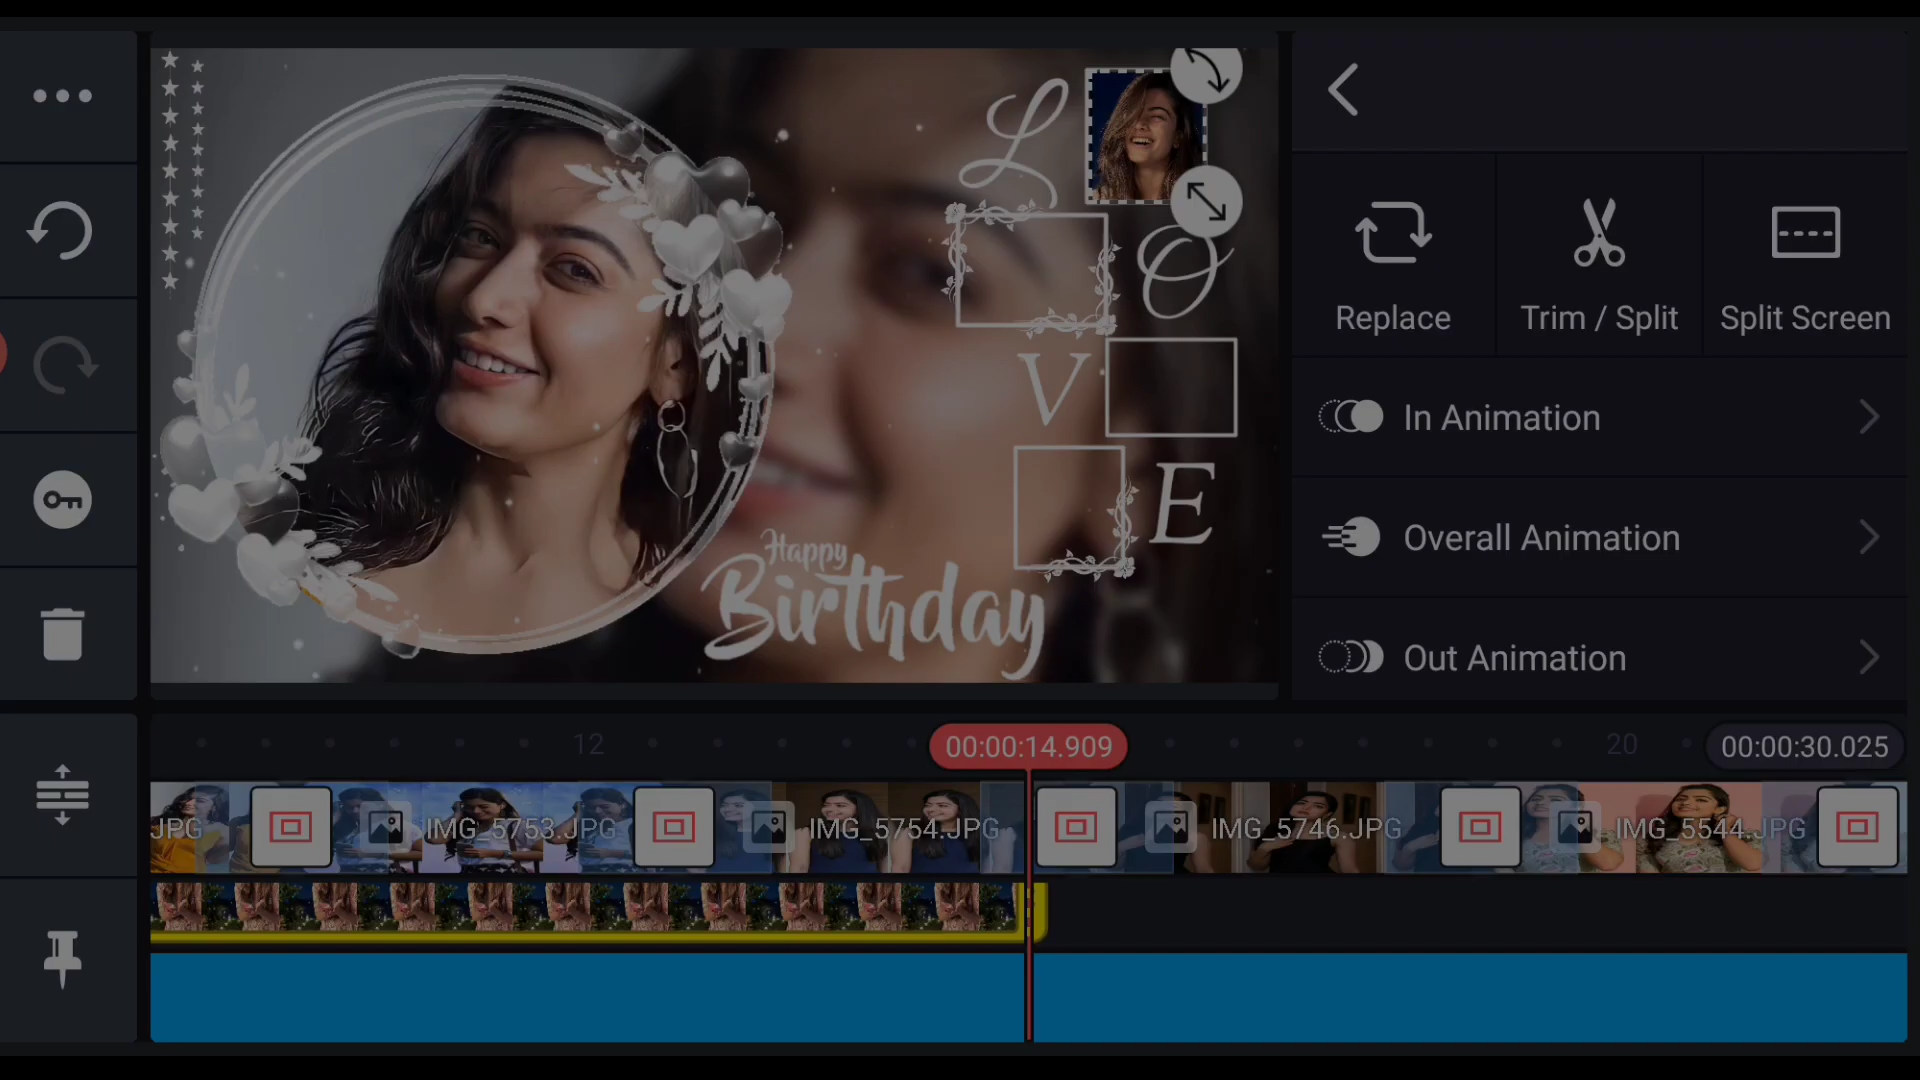 L
O
V
E
Happy
Birthday
Replace
Trim / Split
Split Screen
In Animation
Overall Animation
Out Animation
12
00:00:14.909
20
00:00:30.025
JPG
IMG_5753.JPG
IMG_5754.JPG
IMG_5746.JPG
IMG_5544.JPG